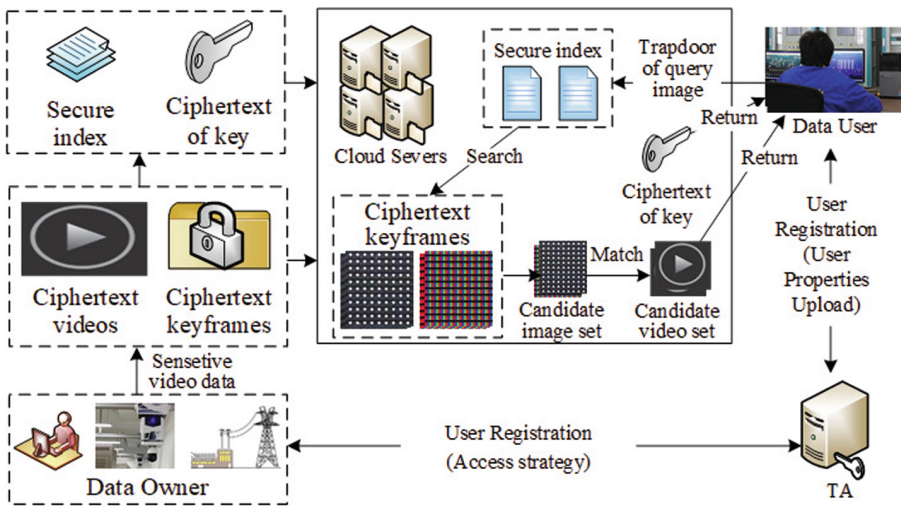 Secure
index
Ciphertext
of key
Cloud Severs
Secure index
Trapdoor
of query
image
Data User
Search
Return
Return
Ciphertext
of key
Ciphertext
videos
Ciphertext
keyframes
Ciphertext
keyframes
Match
Candidate
image set
Candidate
video set
User
Registration
(User
Properties
Upload)
Sensetive
video data
Data Owner
User Registration
(Access strategy)
TA